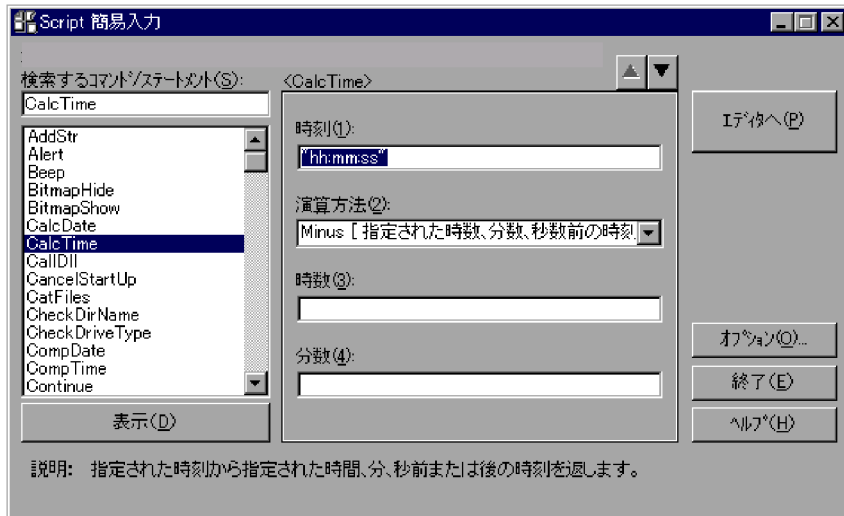 Script 簡易入力
検索するコマンド/ステートメント(S):
CalcTime
AddStr
Alert
Beep
BitmapHide
BitmapShow
CalcDate
CalcTime
CallDll
CancelStartUp
CatFiles
CheckDirName
CheckDriveType
CompDate
CompTime
Continue
表示(D)
<CalcTime>
時刻(1):
"hh:mm:ss"
演算方法(2):
Minus [ 指定された時数、分数、秒数前の時刻
時数(3):
分数(4):
エディタへ(P)
オプション(O)...
終了(E)
ヘルプ(H)
説明: 指定された時刻から指定された時間、分、秒前または後の時刻を返します。